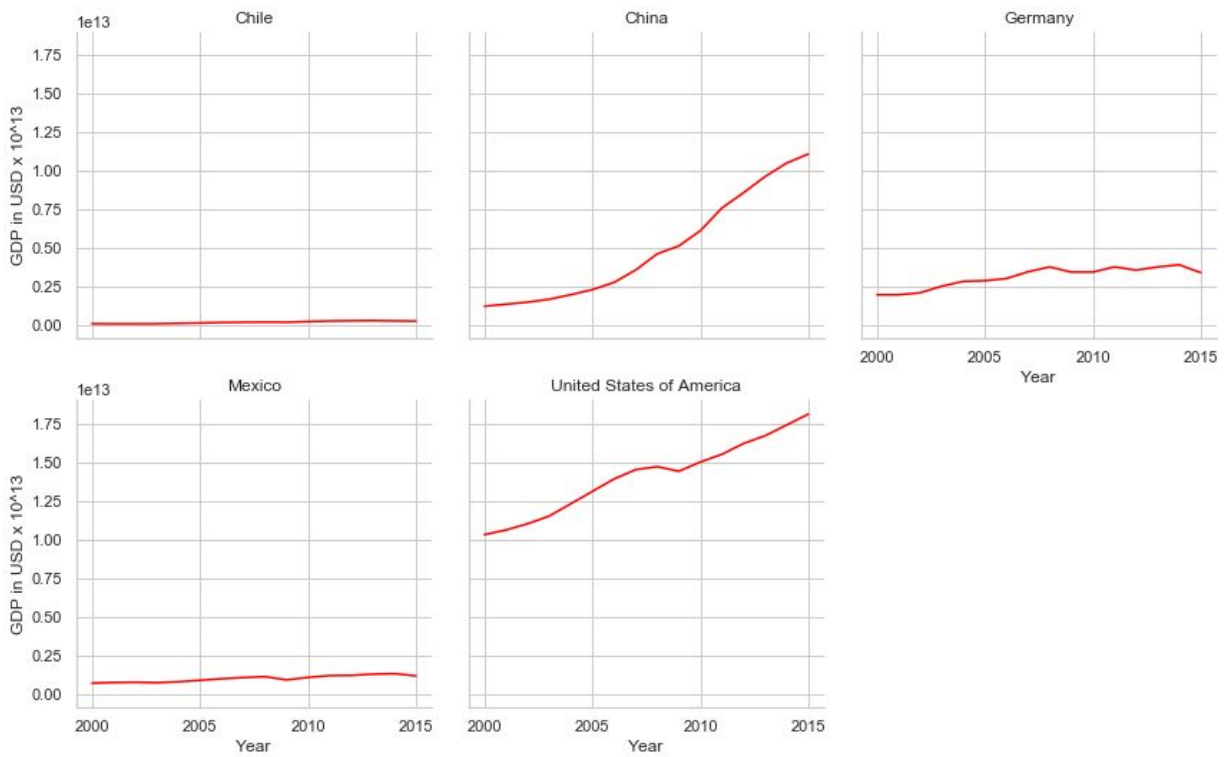 1e13
Chile
China
Germany
GDP in USD x 10^13
1.75
1.50
1.25
1.00
0.75
0.50
0.25
0.00
2000 2005 2010 2015
Year
1e13
Mexico
United States of America
GDP in USD x 10^13
1.75
1.50
1.25
1.00
0.75
0.50
0.25
0.00
2000 2005 2010 2015
Year
2000 2005 2010 2015
Year